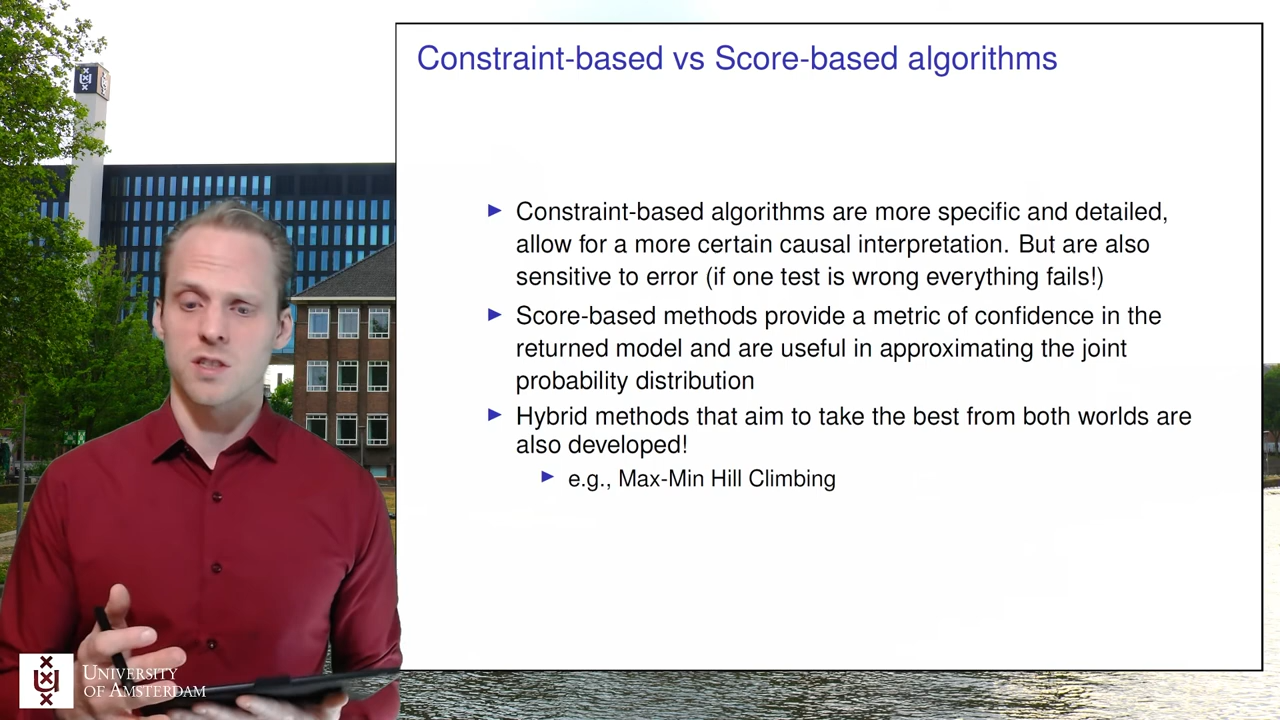 Constraint-based vs Score-based algorithms
► Constraint-based algorithms are more specific and detailed,
allow for a more certain causal interpretation. But are also
sensitive to error (if one test is wrong everything fails!)
► Score-based methods provide a metric of confidence in the
returned model and are useful in approximating the joint
probability distribution
► Hybrid methods that aim to take the best from both worlds are
also developed!
► e.g., Max-Min Hill Climbing
UNIVERSITY
OF AMSTERDAM